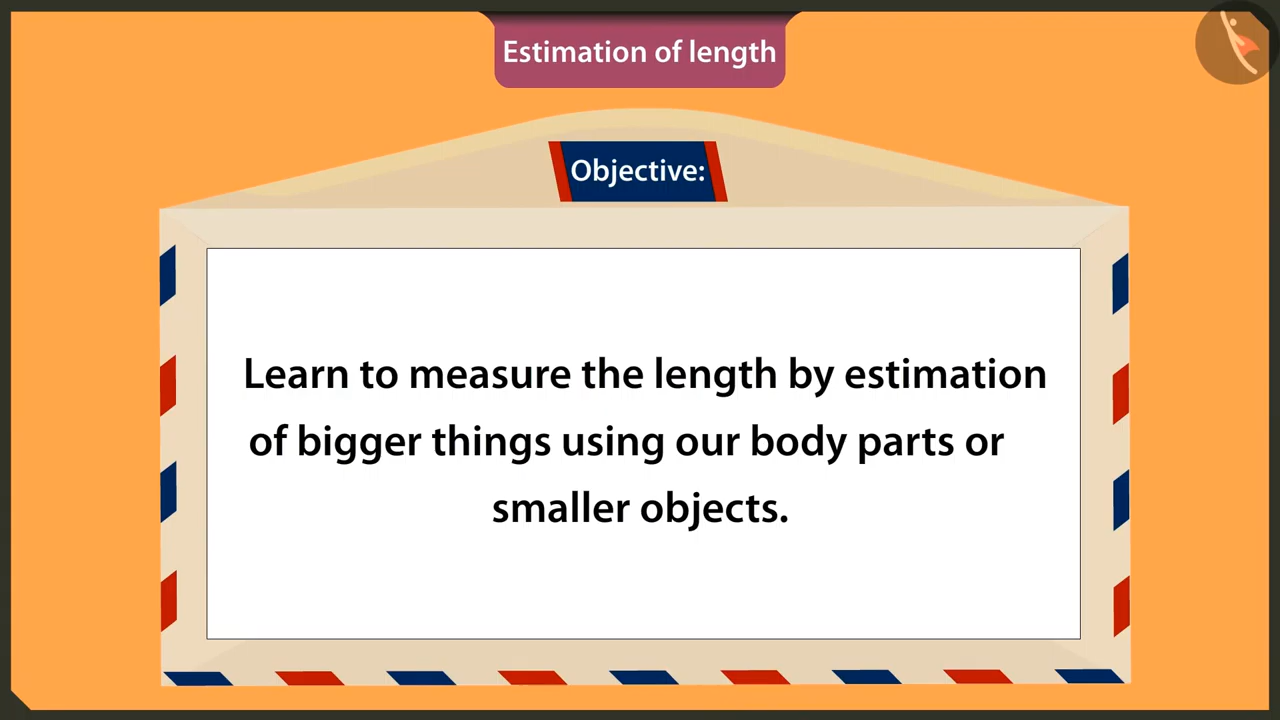 Estimation of length
Objective:
Learn to measure the length by estimation
of bigger things using our body parts or
smaller objects.